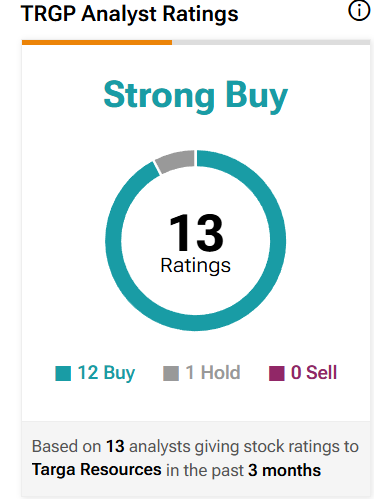 TRGP Analyst Ratings
Strong Buy
13
Ratings
12 Buy
1 Hold
0 Sell
Based on 13 analysts giving stock ratings to
Targa Resources in the past 3 months